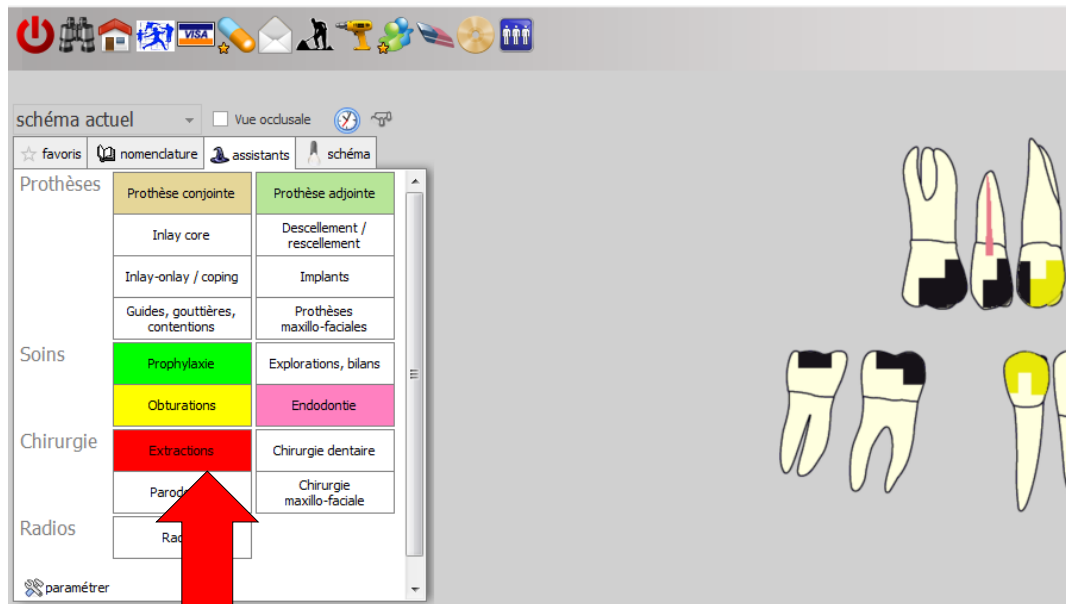 VISA
schéma actuel
Vue occlusale
favoris
nomenclature
assistants
schéma
Prothèses
Prothèse conjointe
Prothèse adjointe
Inlay core
Descellement /
rescellement
Inlay-onlay / coping
Implants
Guides, gouttières,
contentions
Prothèses
maxillo-faciales
Soins
Prophylaxie
Explorations, bilans
Obturations
Endodontie
Chirurgie
Extractions
Chirurgie dentaire
Chirurgie
maxillo-faciale
Radios
paramétrer